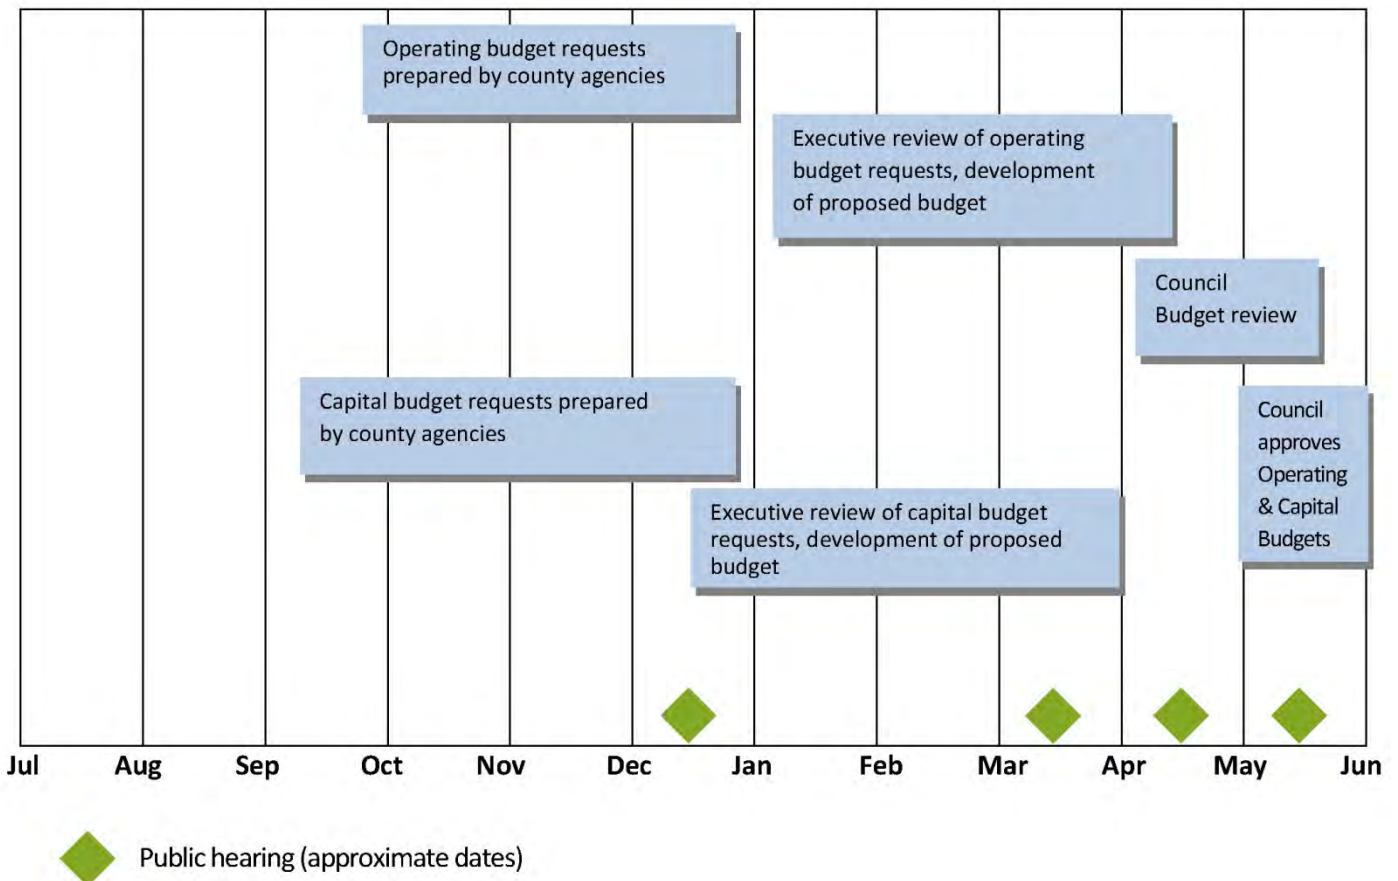 Operating budget requests
prepared by county agencies
Executive review of operating
budget requests, development
of proposed budget
Council
Budget review
Capital budget requests prepared
by county agencies
Council
approves
Operating
& Capital
Budgets
Executive review of capital budget
requests, development of proposed
budget
Jul Aug Sep Oct Nov Dec Jan Feb Mar Apr May Jun
Public hearing (approximate dates)